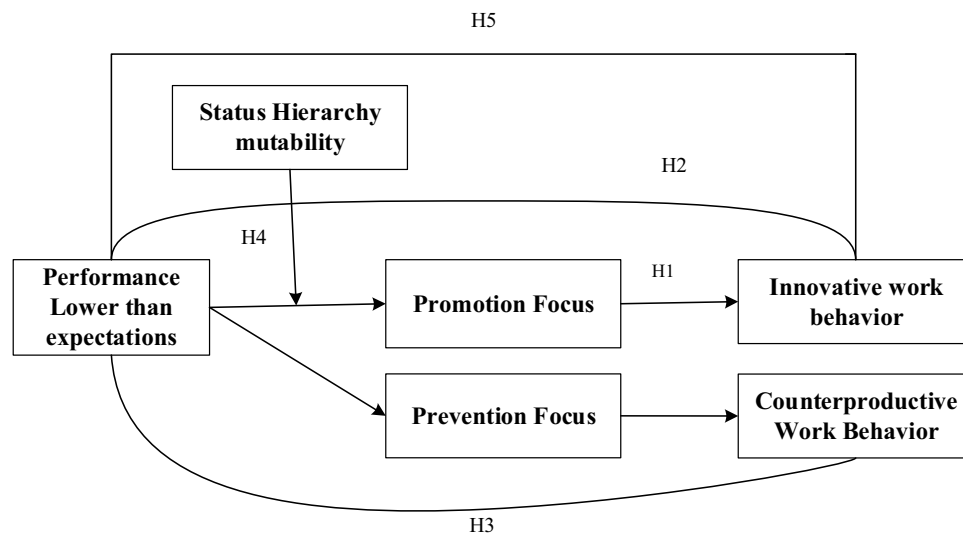 H5
Status Hierarchy
mutability
H2
H4
Performance
Lower than
expectations
Promotion Focus
H1
Innovative work
behavior
Prevention Focus
Counterproductive
Work Behavior
H3